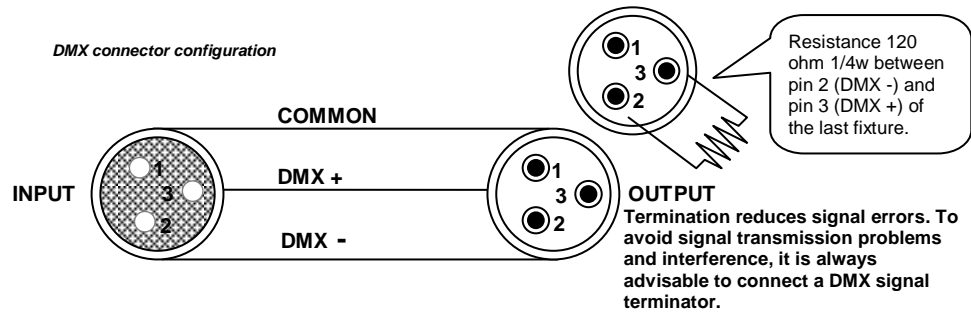 DMX connector configuration
1
3
2
Resistance 120
ohm 1/4w between
pin 2 (DMX -) and
pin 3 (DMX +) of
the last fixture.
COMMON
INPUT
1
3
2
DMX +
DMX -
1
3
2
OUTPUT
Termination reduces signal errors. To
avoid signal transmission problems
and interference, it is always
advisable to connect a DMX signal
terminator.